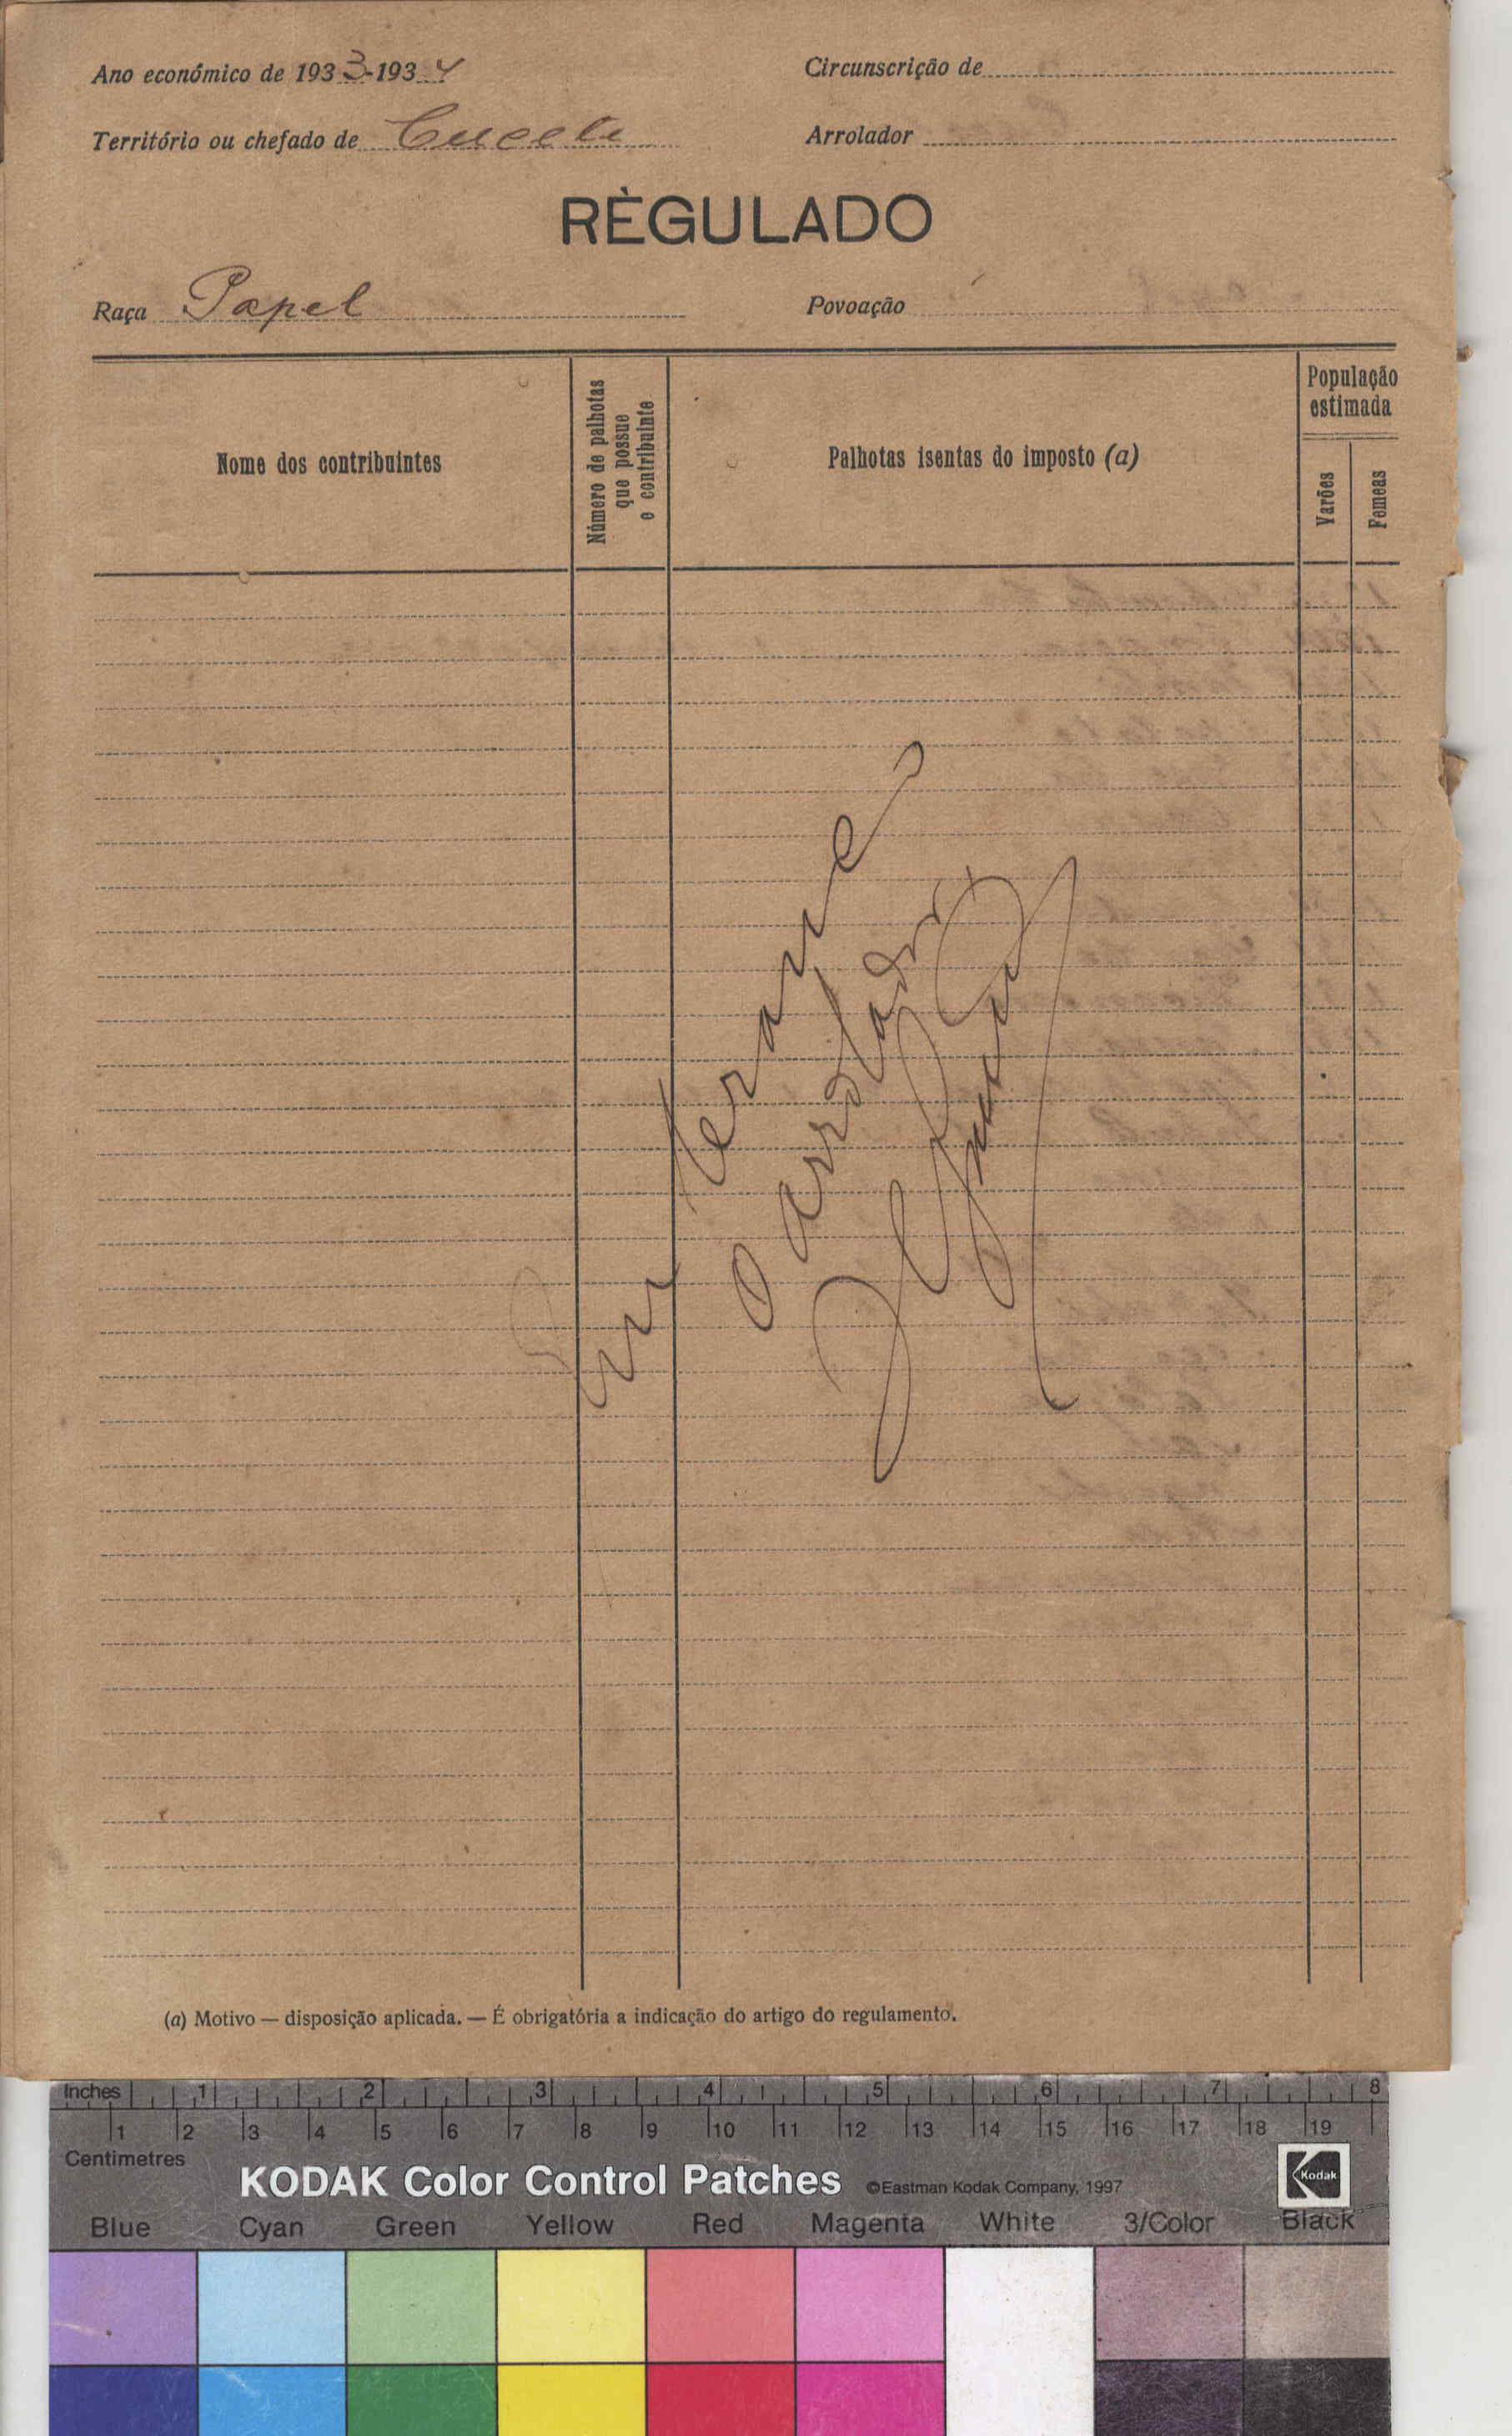 Ano económico de 1933-1934
Circunscrição de
Território ou chefado de
Arrolador
RÈGULADO
Raça Papel
Povoação
Nome dos contribuintes
Número de palhotas
que possue
o contribuinte
Palhotas isentas do imposto (a)
População
estimada
Varões
Femeas
O arrolador
(a) Motivo — disposição aplicada. — É obrigatória a indicação do artigo do regulamento.
Inches 1 2 3 4 5 6 7 8
1 2 3 4 5 6 7 8 9 10 11 12 13 14 15 16 17 18 19
Centimetres
KODAK Color Control Patches ©Eastman Kodak Company, 1997 Kodak
Blue Cyan Green Yellow Red Magenta White 3/Color Black